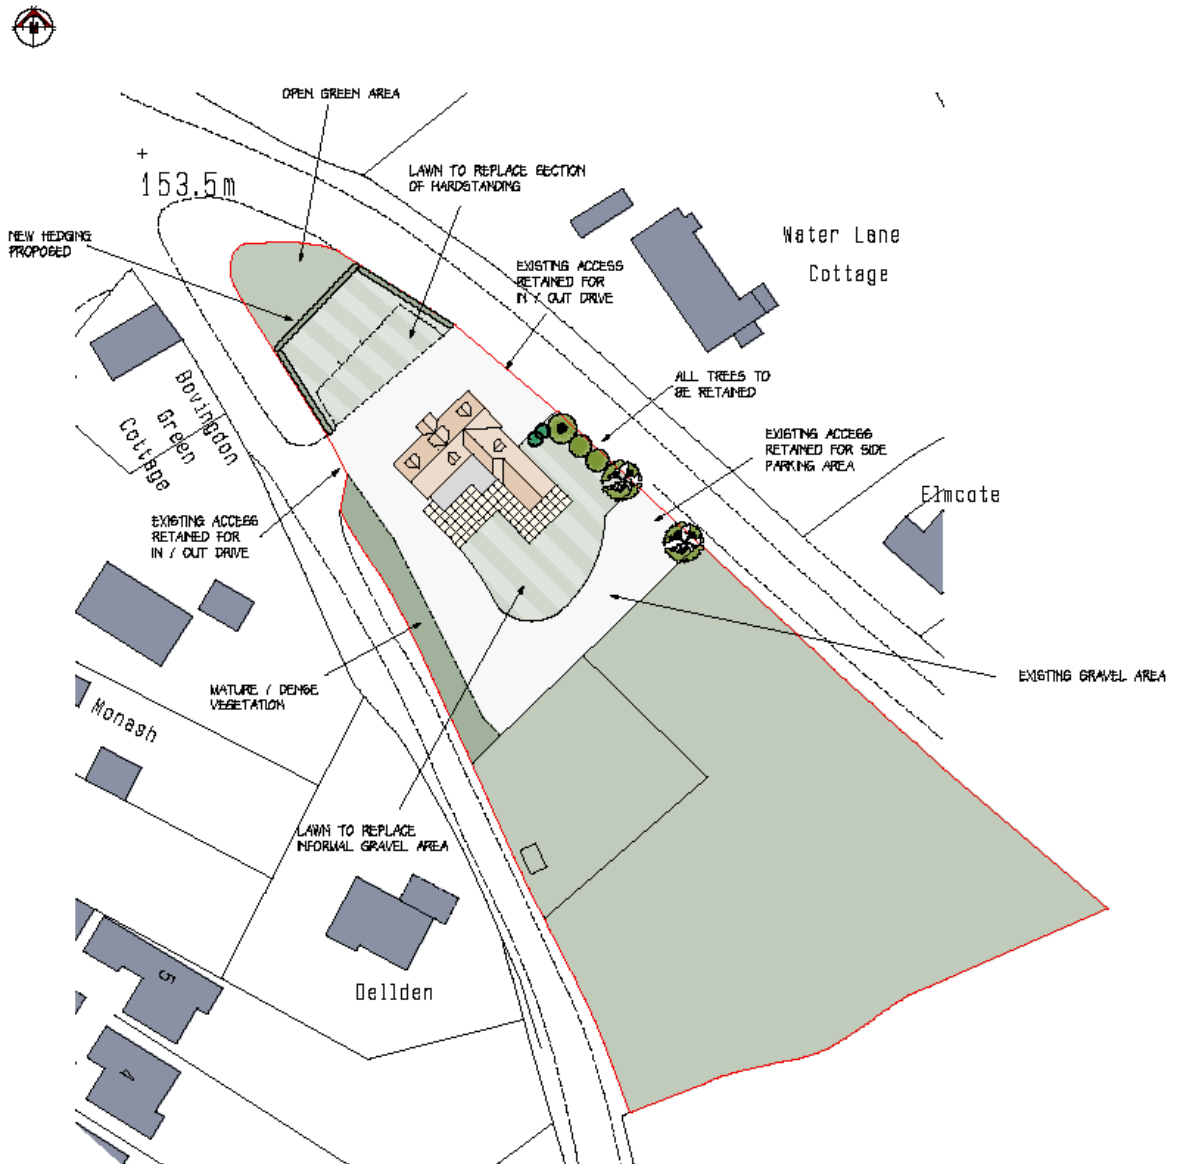 N
OPEN GREEN AREA
153.5m
LAWN TO REPLACE SECTION
OF HARDSTANDING
NEW HEDGING
PROPOSED
EXISTING ACCESS
RETAINED FOR
IN / OUT DRIVE
Water Lane
Cottage
ALL TREES TO
BE RETAINED
Bovingdon
Green
Cottage
EXISTING ACCESS
RETAINED FOR SIDE
PARKING AREA
Elmcote
EXISTING ACCESS
RETAINED FOR
IN / OUT DRIVE
EXISTING GRAVEL AREA
MATURE / DENSE
VEGETATION
Monash
LAWN TO REPLACE
INFORMAL GRAVEL AREA
Dellden
5
4